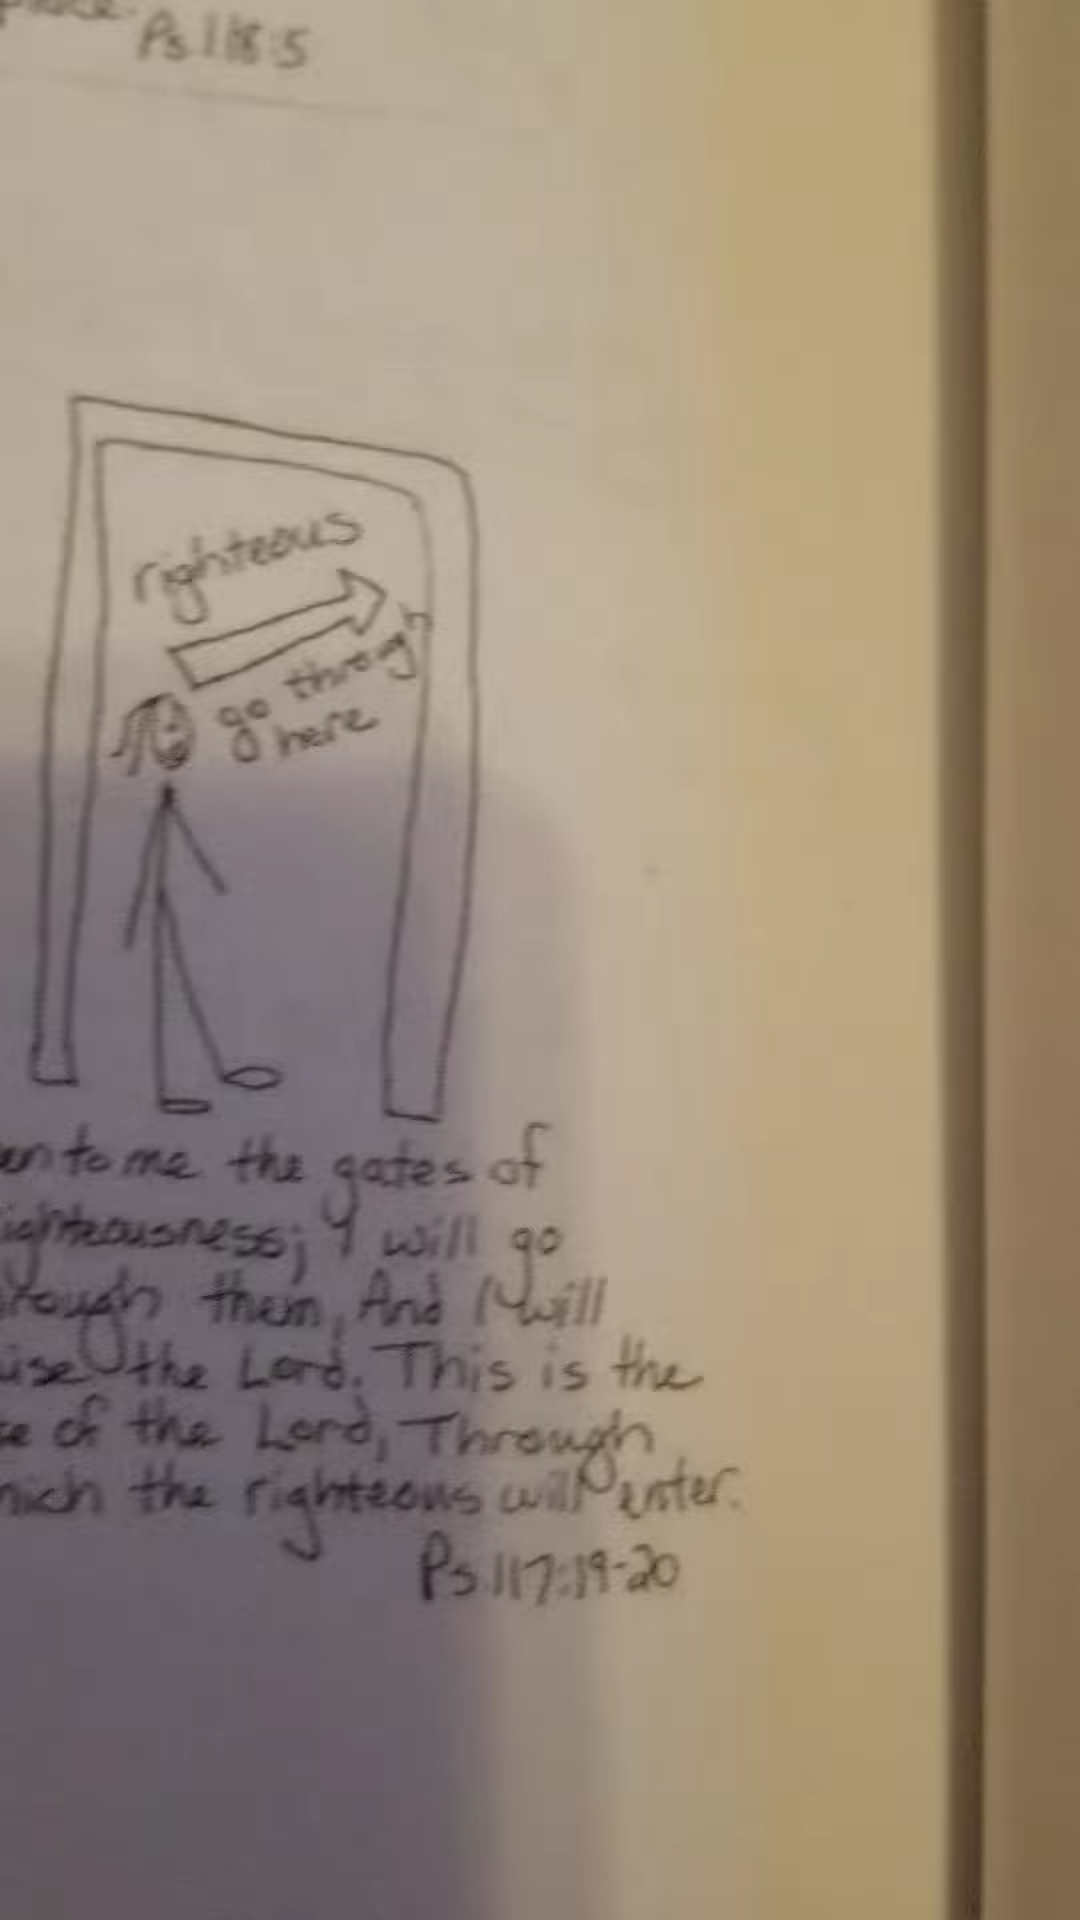 Ps 118:5
righteous
go through
here
en to me the gates of
ighteousness; I will go
rough them, And I will
ise the Lord. This is the
te of the Lord, Through
hich the righteous will enter.
Ps 117:19-20